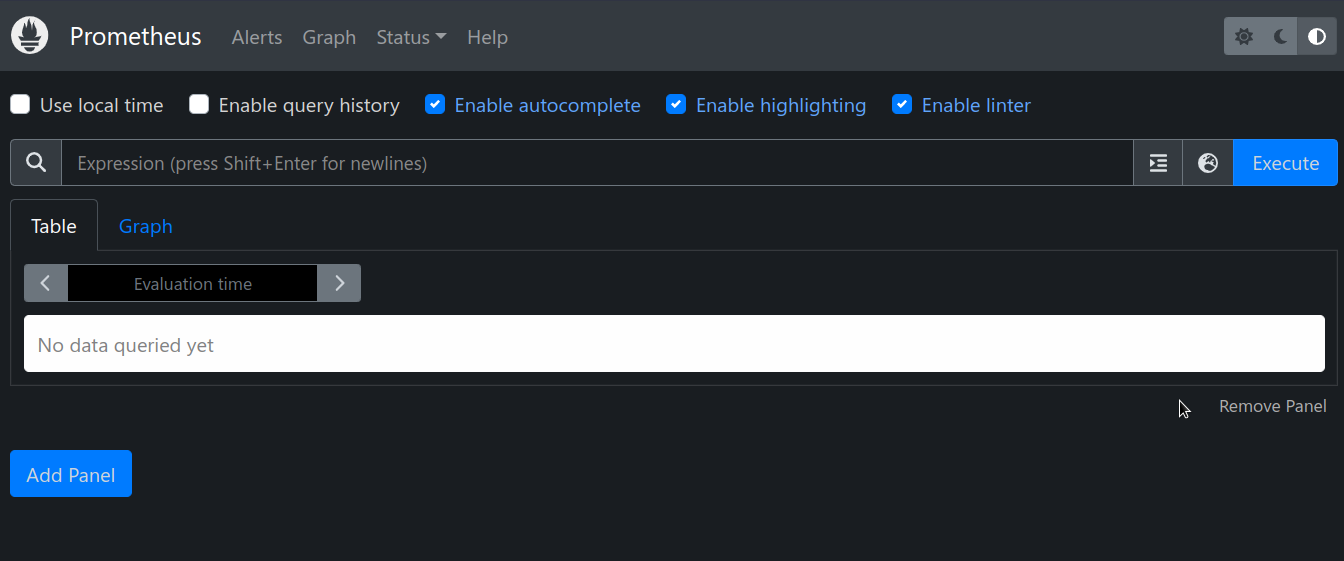 Prometheus Alerts Graph Status Help
Use local time Enable query history Enable autocomplete Enable highlighting Enable linter
Expression (press Shift+Enter for newlines) Execute
Table Graph
Evaluation time
No data queried yet
Remove Panel
Add Panel